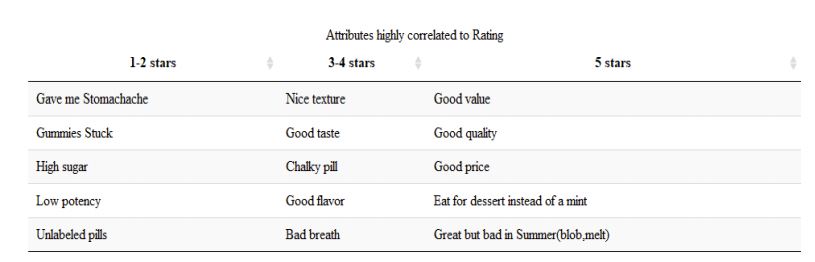 Attributes highly correlated to Rating
1-2 stars 3-4 stars 5 stars
Gave me Stomachache Nice texture Good value
Gummies Stuck Good taste Good quality
High sugar Chalky pill Good price
Low potency Good flavor Eat for dessert instead of a mint
Unlabeled pills Bad breath Great but bad in Summer(blob,melt)